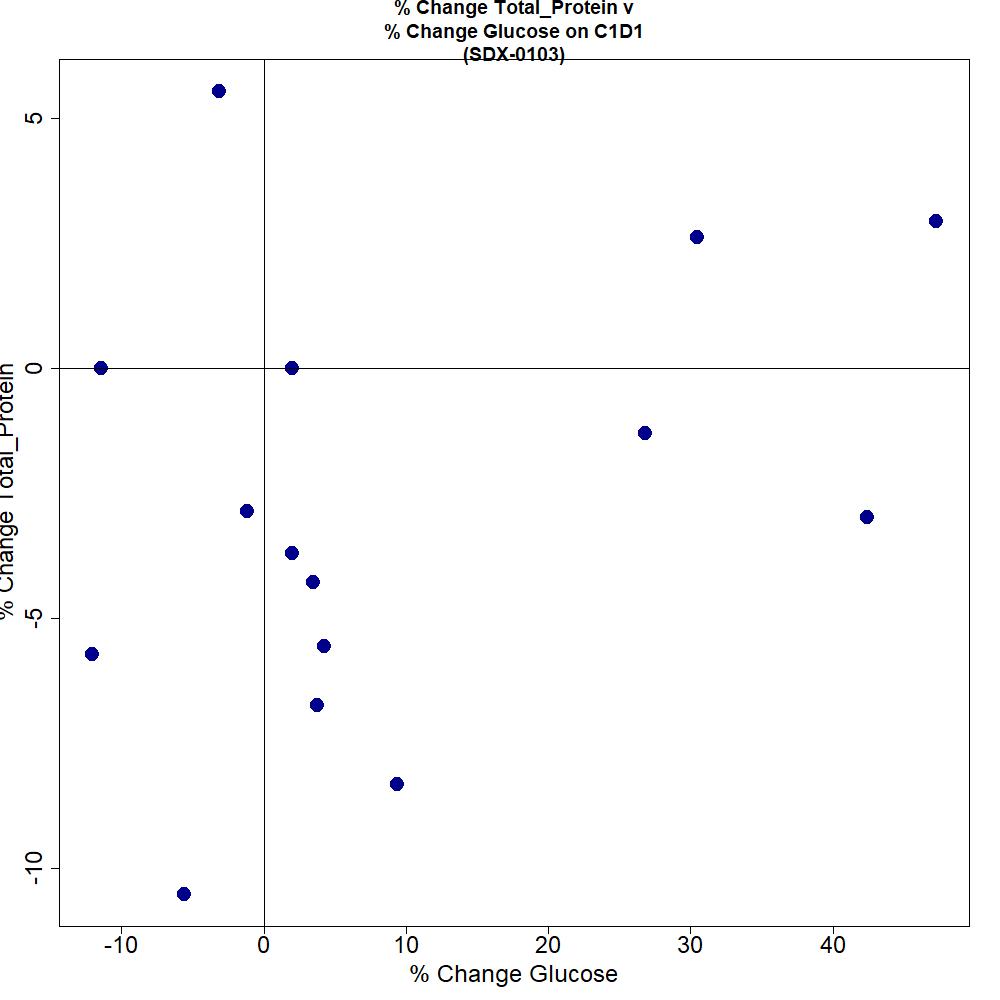 % Change Total_Protein v
% Change Glucose on C1D1
(SDX-0103)
% Change Total_Protein
5
0
-5
-10
-10
0
10
20
30
40
% Change Glucose